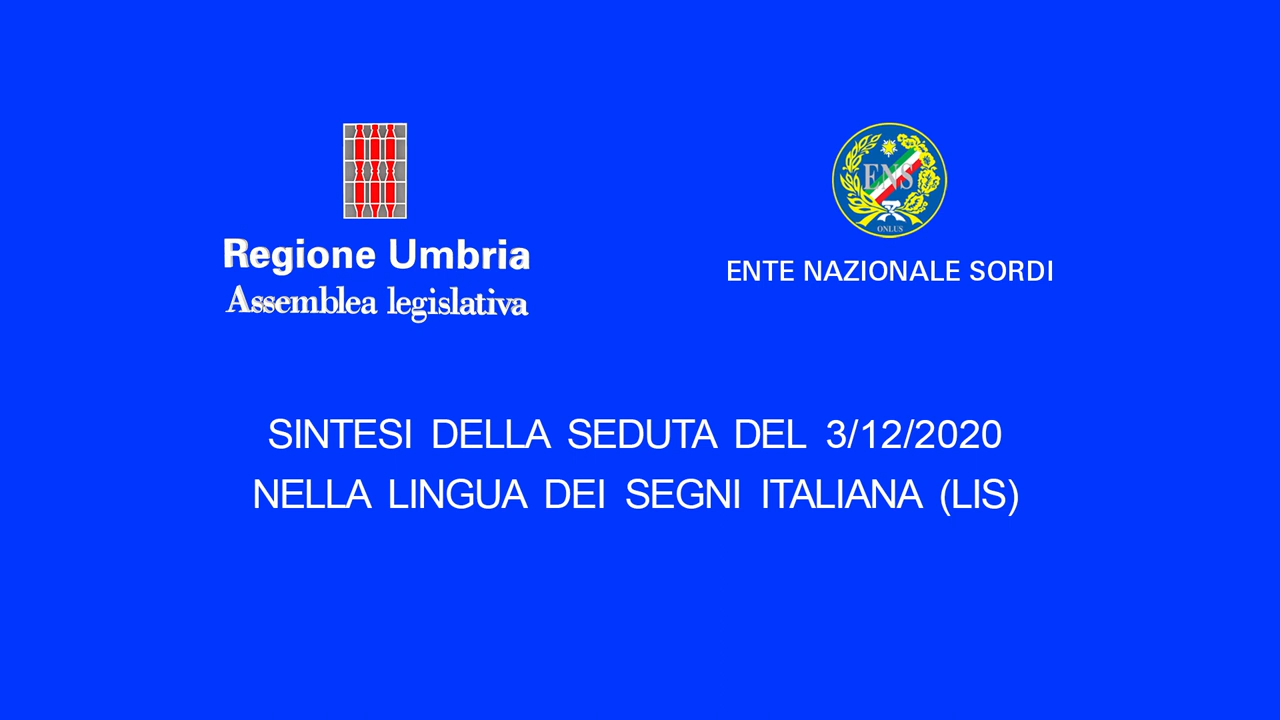 Regione Umbria
Assemblea legislativa
ENS
ONLUS
ENTE NAZIONALE SORDI
SINTESI DELLA SEDUTA DEL 3/12/2020
NELLA LINGUA DEI SEGNI ITALIANA (LIS)